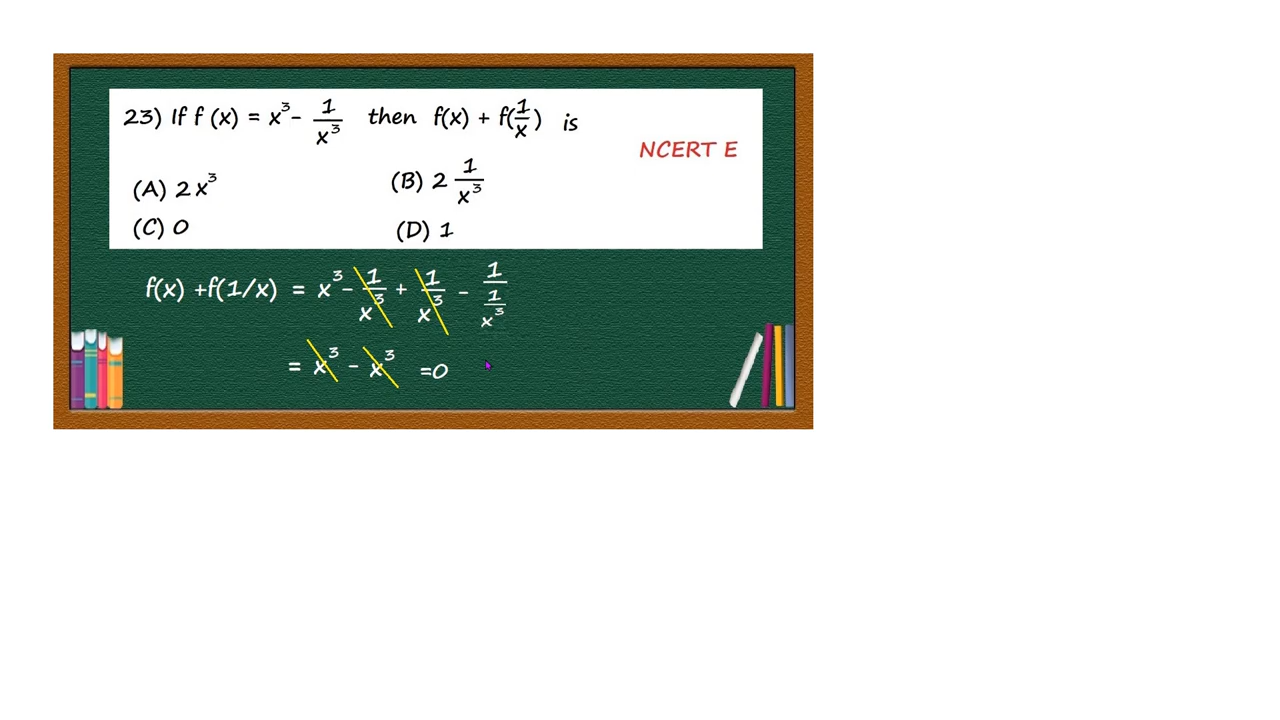 23) If f (x) = x³ - 1/x³ then f(x) + f(1/x) is
NCERT E
(A) 2x³ (B) 2 1/x³
(C) 0 (D) 1
f(x) +f(1/x) = x³ - 1/x³ + 1/x³ - 1/(1/x³)
= x³ - x³ =0